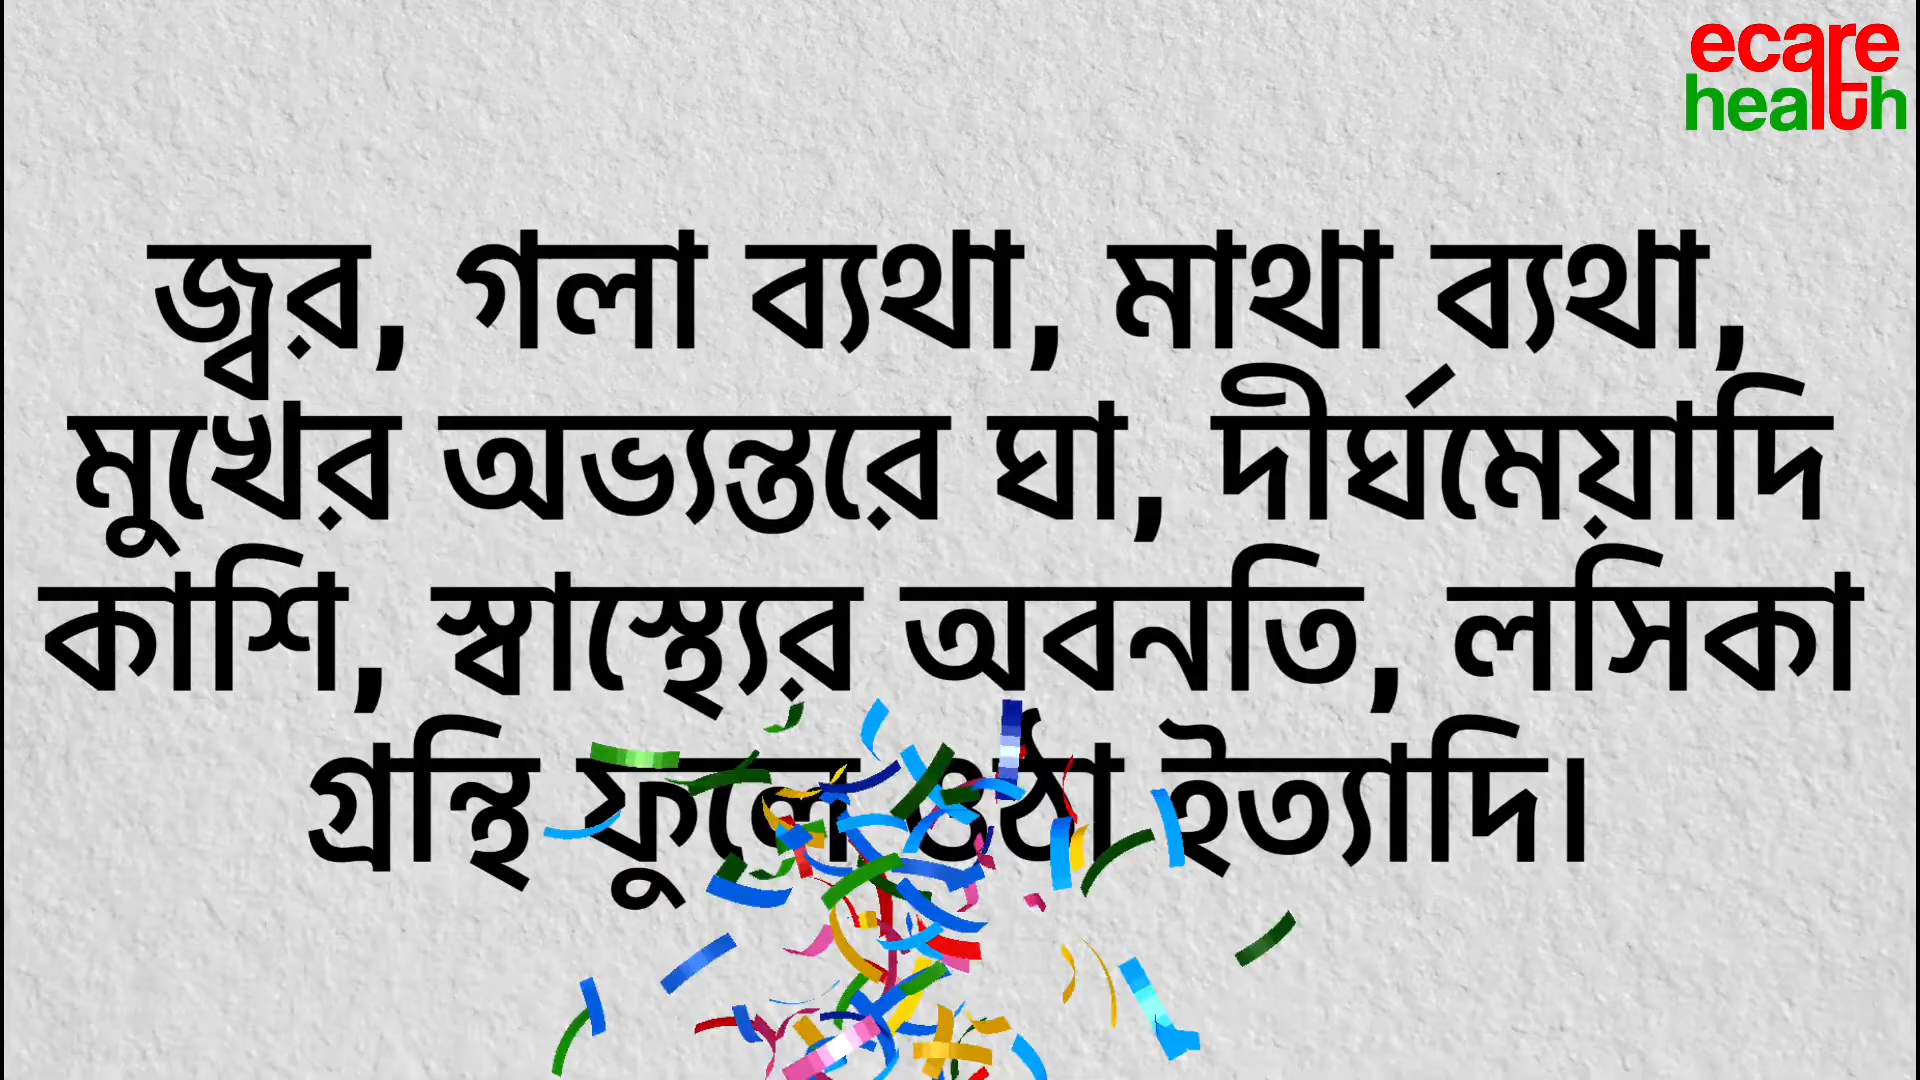 ecare
health
জ্বর, গলা ব্যথা, মাথা ব্যথা,
মুখের অভ্যন্তরে ঘা, দীর্ঘমেয়াদি
কাশি, স্বাস্থ্যের অবনতি, লসিকা
গ্রন্থি ফুলে ওঠা ইত্যাদি।